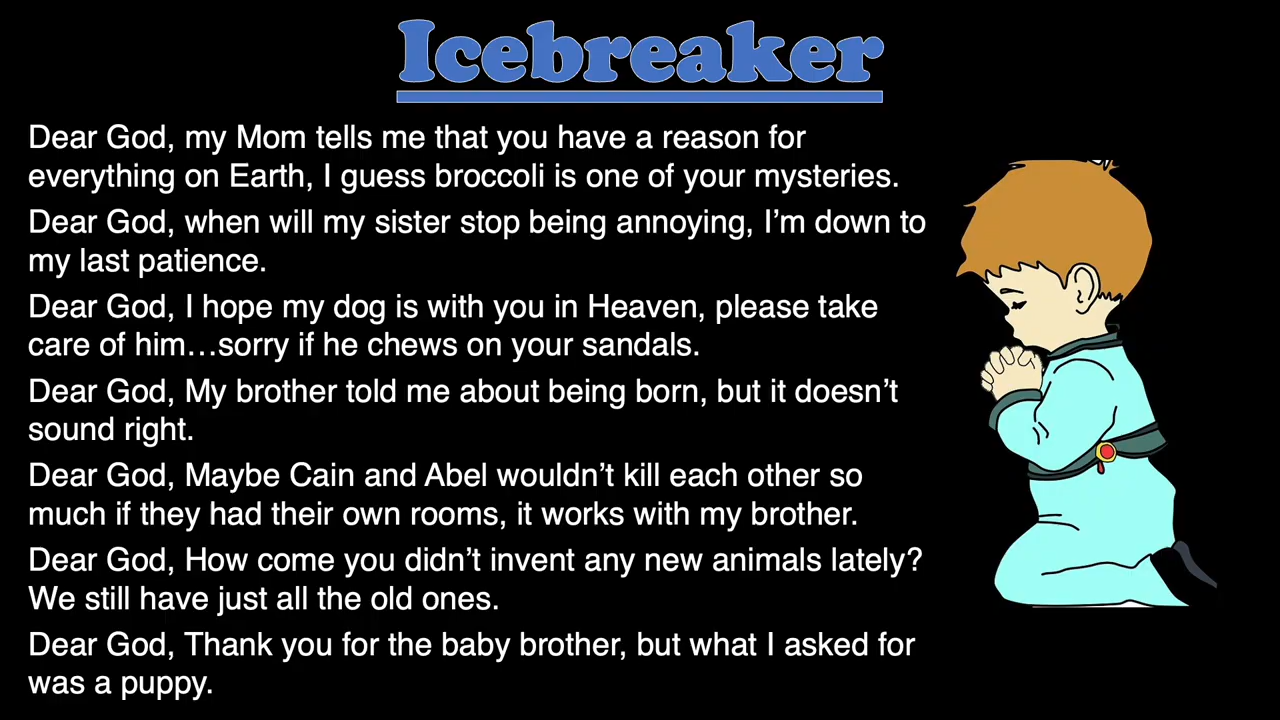 Icebreaker
Dear God, my Mom tells me that you have a reason for
everything on Earth, I guess broccoli is one of your mysteries.
Dear God, when will my sister stop being annoying, I’m down to
my last patience.
Dear God, I hope my dog is with you in Heaven, please take
care of him…sorry if he chews on your sandals.
Dear God, My brother told me about being born, but it doesn’t
sound right.
Dear God, Maybe Cain and Abel wouldn’t kill each other so
much if they had their own rooms, it works with my brother.
Dear God, How come you didn’t invent any new animals lately?
We still have just all the old ones.
Dear God, Thank you for the baby brother, but what I asked for
was a puppy.